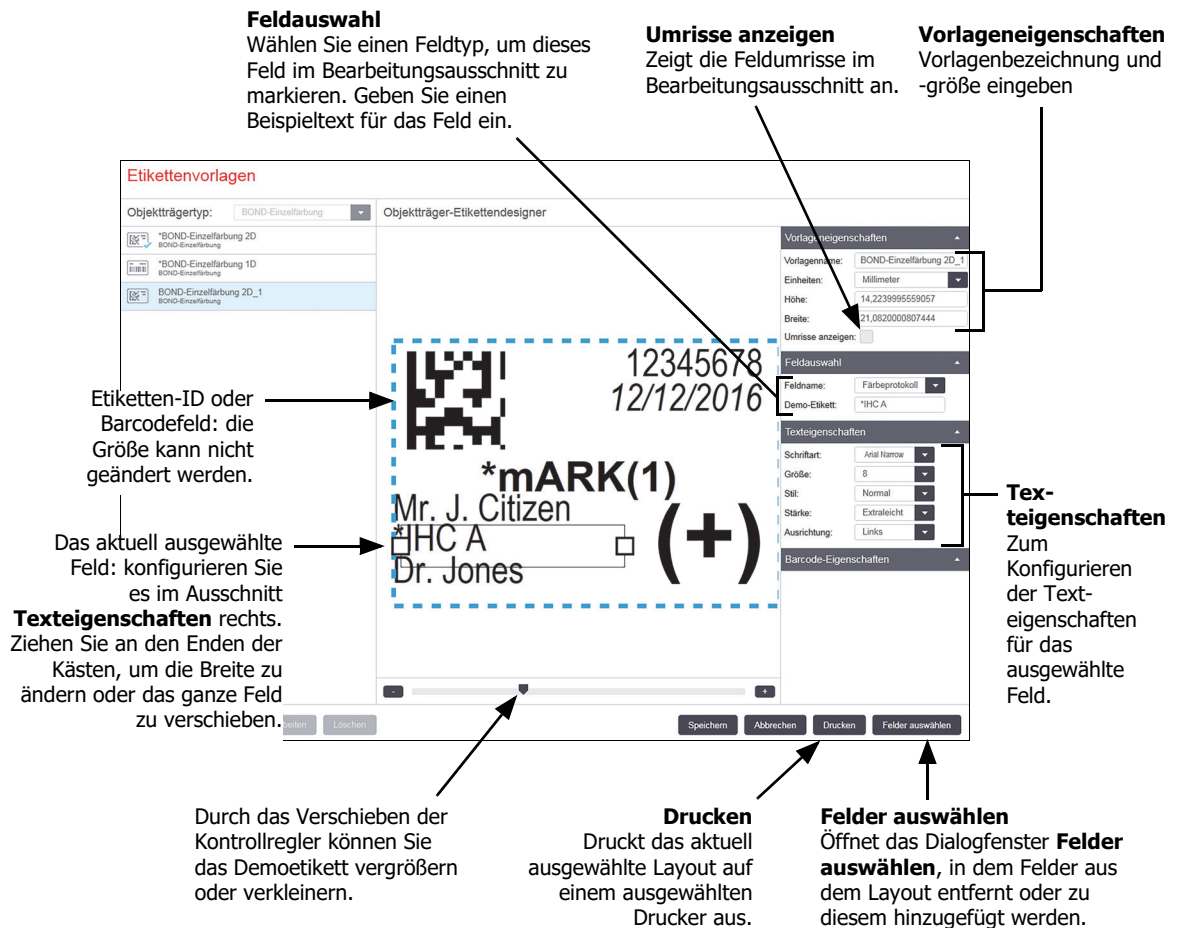 Feldauswahl
Wählen Sie einen Feldtyp, um dieses
Feld im Bearbeitungsausschnitt zu
markieren. Geben Sie einen
Beispieltext für das Feld ein.
Umrisse anzeigen
Zeigt die Feldumrisse im
Bearbeitungsausschnitt an.
Vorlageneigenschaften
Vorlagenbezeichnung und
-größe eingeben
Etikettenvorlagen
Objektträgertyp:
BOND-Einzelfärbung
Objektträger-Etikettendesigner
*BOND-Einzelfärbung 2D
BOND-Einzelfärbung
*BOND-Einzelfärbung 1D
BOND-Einzelfärbung
BOND-Einzelfärbung 2D_1
BOND-Einzelfärbung
Etiketten-ID oder
Barcodefeld: die
Größe kann nicht
geändert werden.
Das aktuell ausgewählte
Feld: konfigurieren Sie
es im Ausschnitt
Texteigenschaften rechts.
Ziehen Sie an den Enden der
Kästen, um die Breite zu
ändern oder das ganze Feld
zu verschieben.
12345678
12/12/2016
*mARK(1)
Mr. J. Citizen
*IHC A
Dr. Jones
(+)
Vorlageneigenschaften
Vorlagenname: BOND-Einzelfärbung 2D_1
Einheiten: Millimeter
Höhe: 14,2239995559057
Breite: 21,0820000807444
Umrisse anzeigen:
Feldauswahl
Feldname: Färbeprotokoll
Demo-Etikett: *IHC A
Texteigenschaften
Schriftart: Arial Narrow
Größe: 8
Stil: Normal
Stärke: Extraleicht
Ausrichtung: Links
Barcode-Eigenschaften
Tex-
teigenschaften
Zum
Konfigurieren
der Text-
eigenschaften
für das
ausgewählte
Feld.
- +
Löschen
Speichern
Abbrechen
Drucken
Felder auswählen
Durch das Verschieben der
Kontrollregler können Sie
das Demoetikett vergrößern
oder verkleinern.
Drucken
Druckt das aktuell
ausgewählte Layout auf
einem ausgewählten
Drucker aus.
Felder auswählen
Öffnet das Dialogfenster Felder
auswählen, in dem Felder aus
dem Layout entfernt oder zu
diesem hinzugefügt werden.